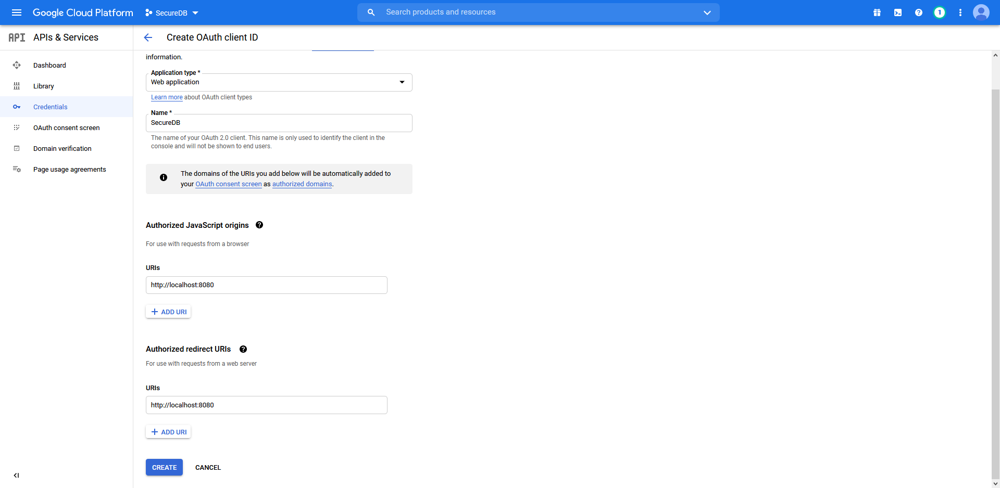 Google Cloud Platform
SecureDB
Search products and resources
1
API
APIs & Services
Create OAuth client ID
Dashboard
Library
Credentials
OAuth consent screen
Domain verification
Page usage agreements
information.
Application type *
Web application
Learn more about OAuth client types
Name *
SecureDB
The name of your OAuth 2.0 client. This name is only used to identify the client in the
console and will not be shown to end users.
The domains of the URIs you add below will be automatically added to
your OAuth consent screen as authorized domains.
Authorized JavaScript origins
For use with requests from a browser
URIs
http://localhost:8080
ADD URI
Authorized redirect URIs
For use with requests from a web server
URIs
http://localhost:8080
ADD URI
CREATE
CANCEL